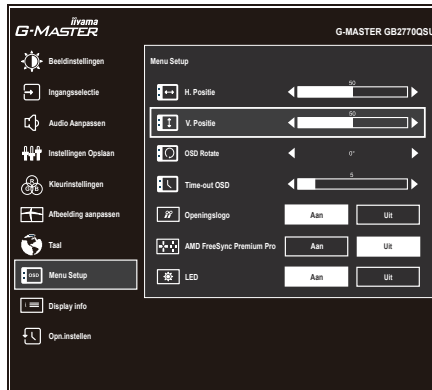 iiyama
G-MASTER
G-MASTER GB2770QSU
Beeldinstellingen
Ingangsselectie
Audio Aanpassen
Instellingen Opslaan
Kleurinstellingen
Afbeelding aanpassen
Taal
OSD Menu Setup
Display info
Opn.instellen
Menu Setup
H. Positie 50
V. Positie 50
OSD Rotate 0°
Time-out OSD 5
Openingslogo Aan Uit
AMD FreeSync Premium Pro Aan Uit
LED Aan Uit